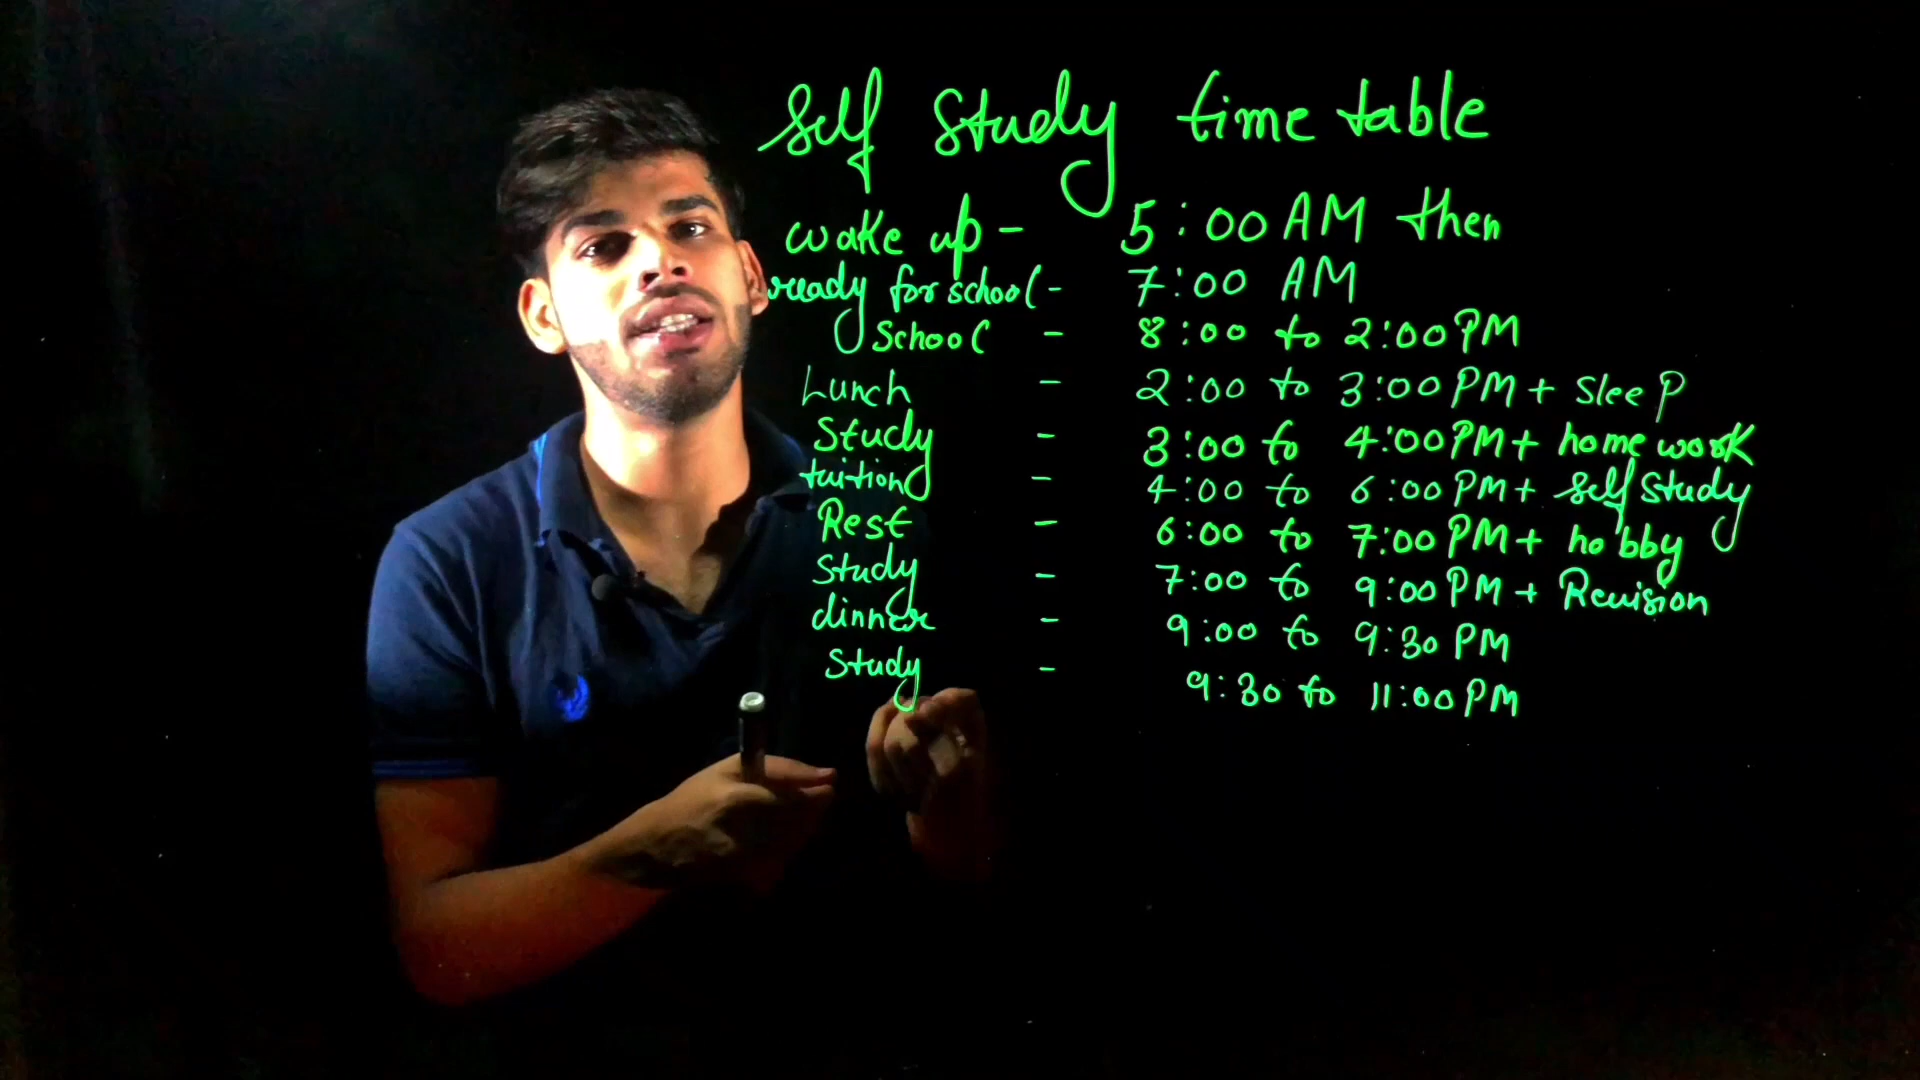 Self Study time table
wake up - 5:00 AM then
ready for school - 7:00 AM
School - 8:00 to 2:00 PM
Lunch - 2:00 to 3:00 PM + Sleep
Study - 3:00 to 4:00 PM + home work
tuition - 4:00 to 6:00 PM + Self Study
Rest - 6:00 to 7:00 PM + hobby
Study - 7:00 to 9:00 PM + Revision
dinner - 9:00 to 9:30 PM
Study - 9:30 to 11:00 PM